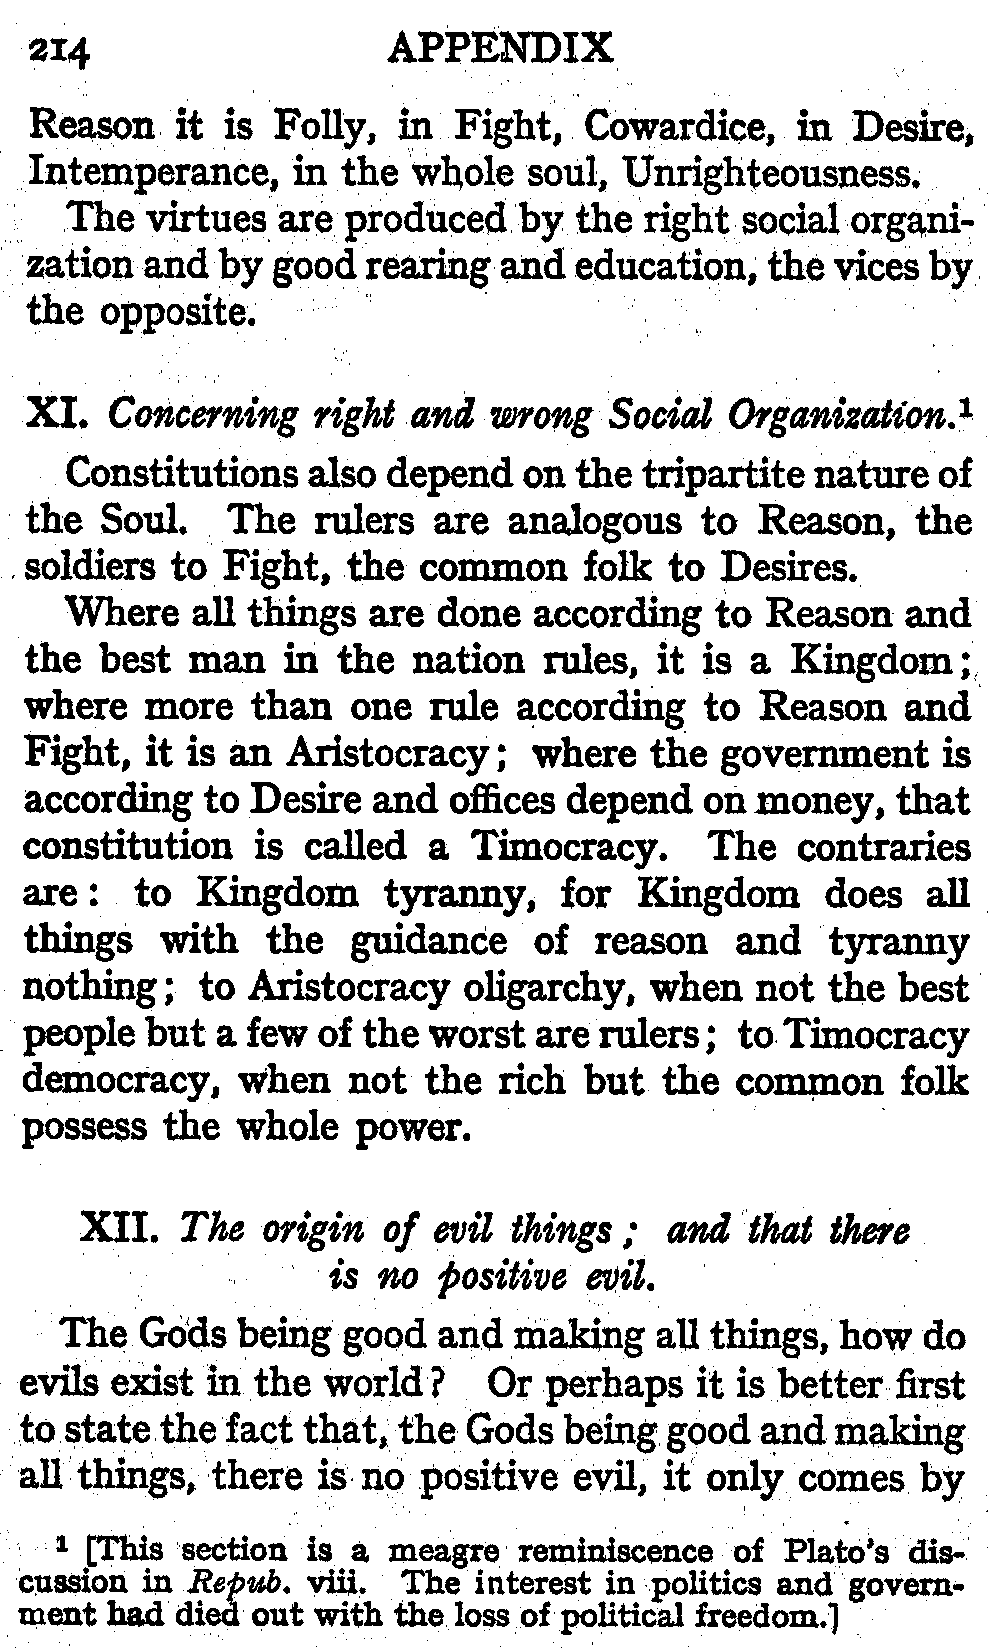 214 APPENDIX
Reason it is Folly, in Fight, Cowardice, in Desire,
Intemperance, in the whole soul, Unrighteousness.
The virtues are produced by the right social organi-
zation and by good rearing and education, the vices by
the opposite.
XI. Concerning right and wrong Social Organization.¹
Constitutions also depend on the tripartite nature of
the Soul. The rulers are analogous to Reason, the
soldiers to Fight, the common folk to Desires.
Where all things are done according to Reason and
the best man in the nation rules, it is a Kingdom;
where more than one rule according to Reason and
Fight, it is an Aristocracy; where the government is
according to Desire and offices depend on money, that
constitution is called a Timocracy. The contraries
are: to Kingdom tyranny, for Kingdom does all
things with the guidance of reason and tyranny
nothing; to Aristocracy oligarchy, when not the best
people but a few of the worst are rulers; to Timocracy
democracy, when not the rich but the common folk
possess the whole power.
XII. The origin of evil things; and that there
is no positive evil.
The Gods being good and making all things, how do
evils exist in the world? Or perhaps it is better first
to state the fact that, the Gods being good and making
all things, there is no positive evil, it only comes by
¹ [This section is a meagre reminiscence of Plato's dis-
cussion in Repub. viii. The interest in politics and govern-
ment had died out with the loss of political freedom.]